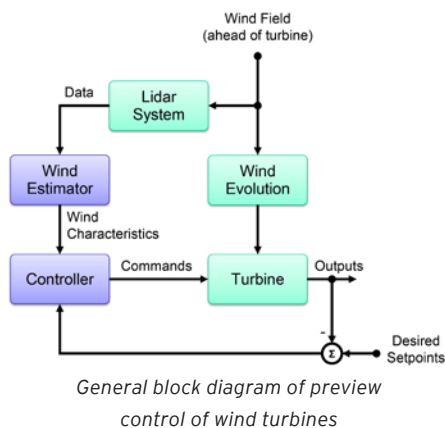 Wind Field
(ahead of turbine)
Data
Lidar
System
Wind
Estimator
Wind
Evolution
Wind
Characteristics
Controller
Commands
Turbine
Outputs
-
Σ
Desired
Setpoints
General block diagram of preview
control of wind turbines